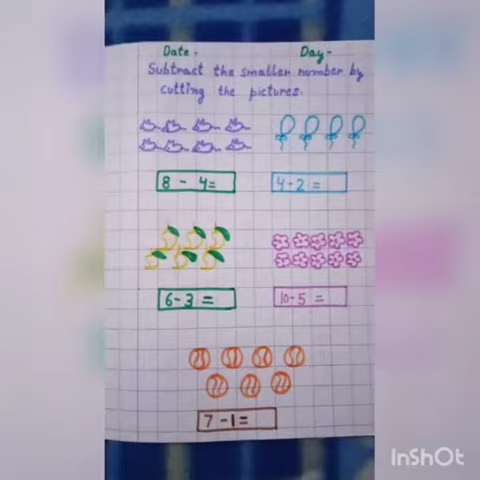 Date. Day-
Subtract the smaller number by
cutting the pictures.
8 - 4=
4-2 =
6-3 =
10-5 =
7 -1=
InShOt